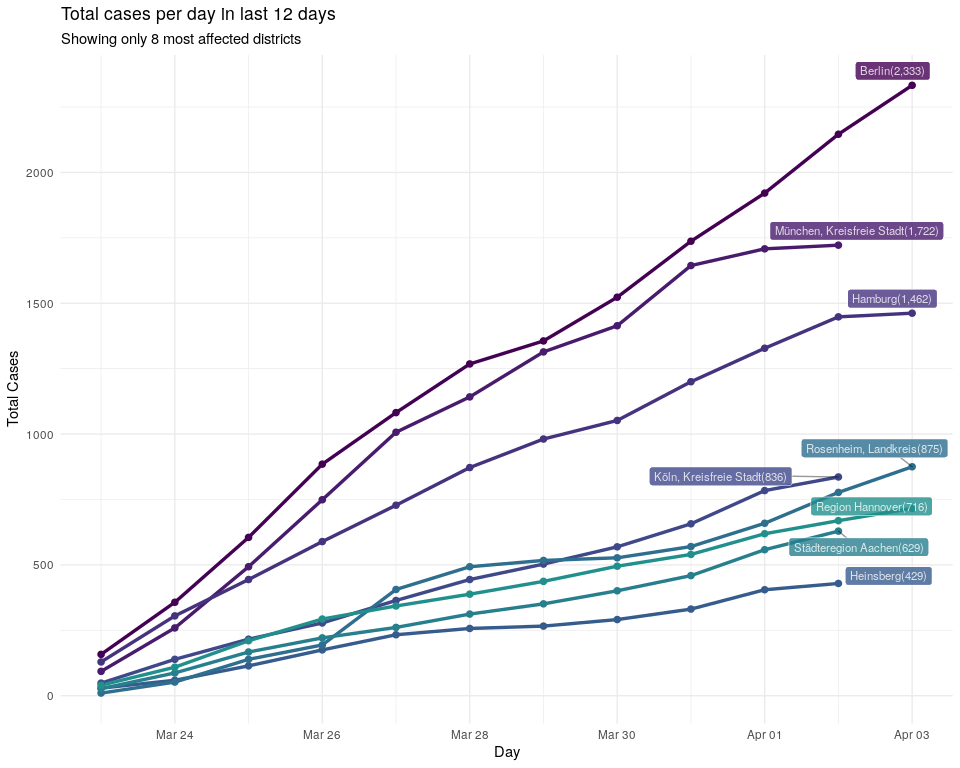 Total cases per day in last 12 days
Showing only 8 most affected districts
Total Cases
2000
1500
1000
500
0
Berlin(2,333)
München, Kreisfreie Stadt(1,722)
Hamburg(1,462)
Rosenheim, Landkreis(875)
Köln, Kreisfreie Stadt(836)
Region Hannover(716)
Städteregion Aachen(629)
Heinsberg(429)
Mar 24 Mar 26 Mar 28 Mar 30 Apr 01 Apr 03
Day